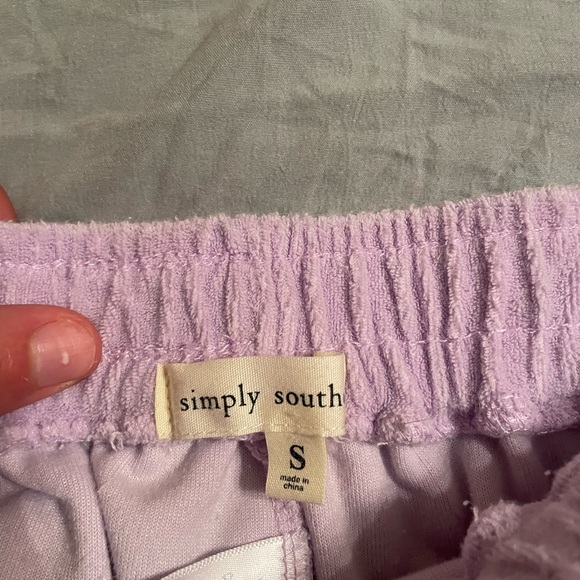 simply south
S
made in
china